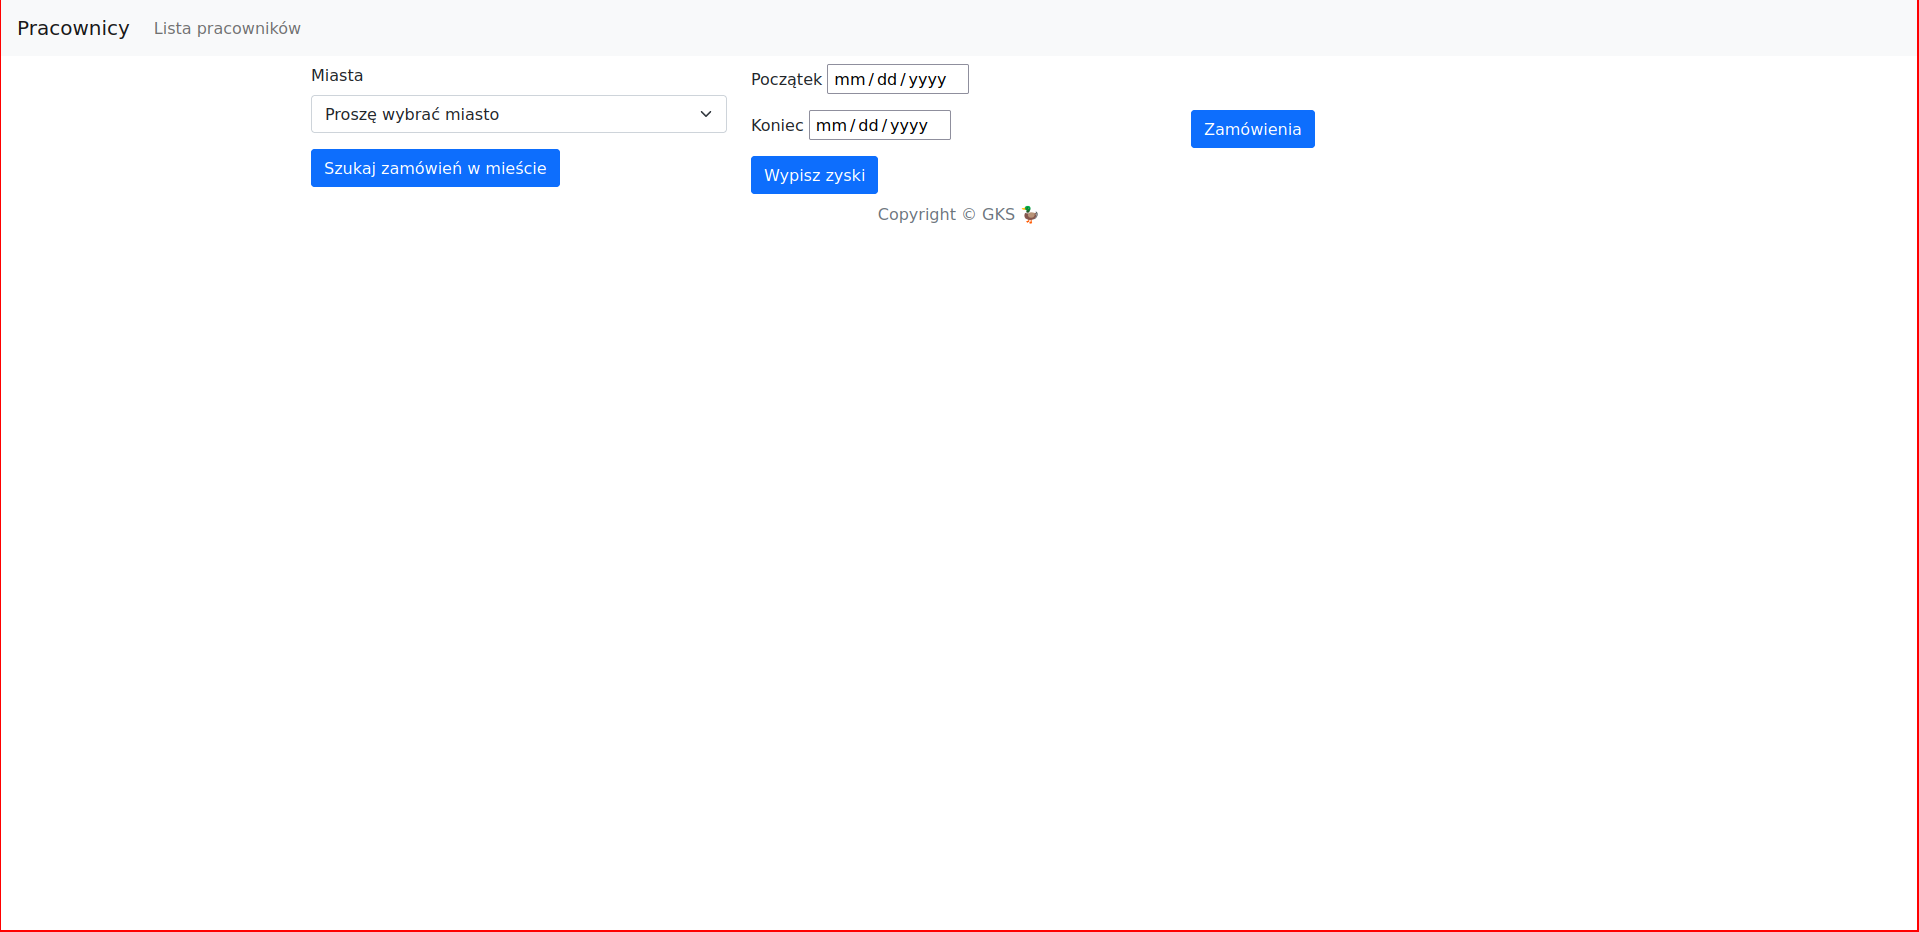 Pracownicy Lista pracowników
Miasta
Proszę wybrać miasto
Szukaj zamówień w mieście
Początek mm/dd/yyyy
Koniec mm/dd/yyyy
Wypisz zyski
Zamówienia
Copyright © GKS 🦆